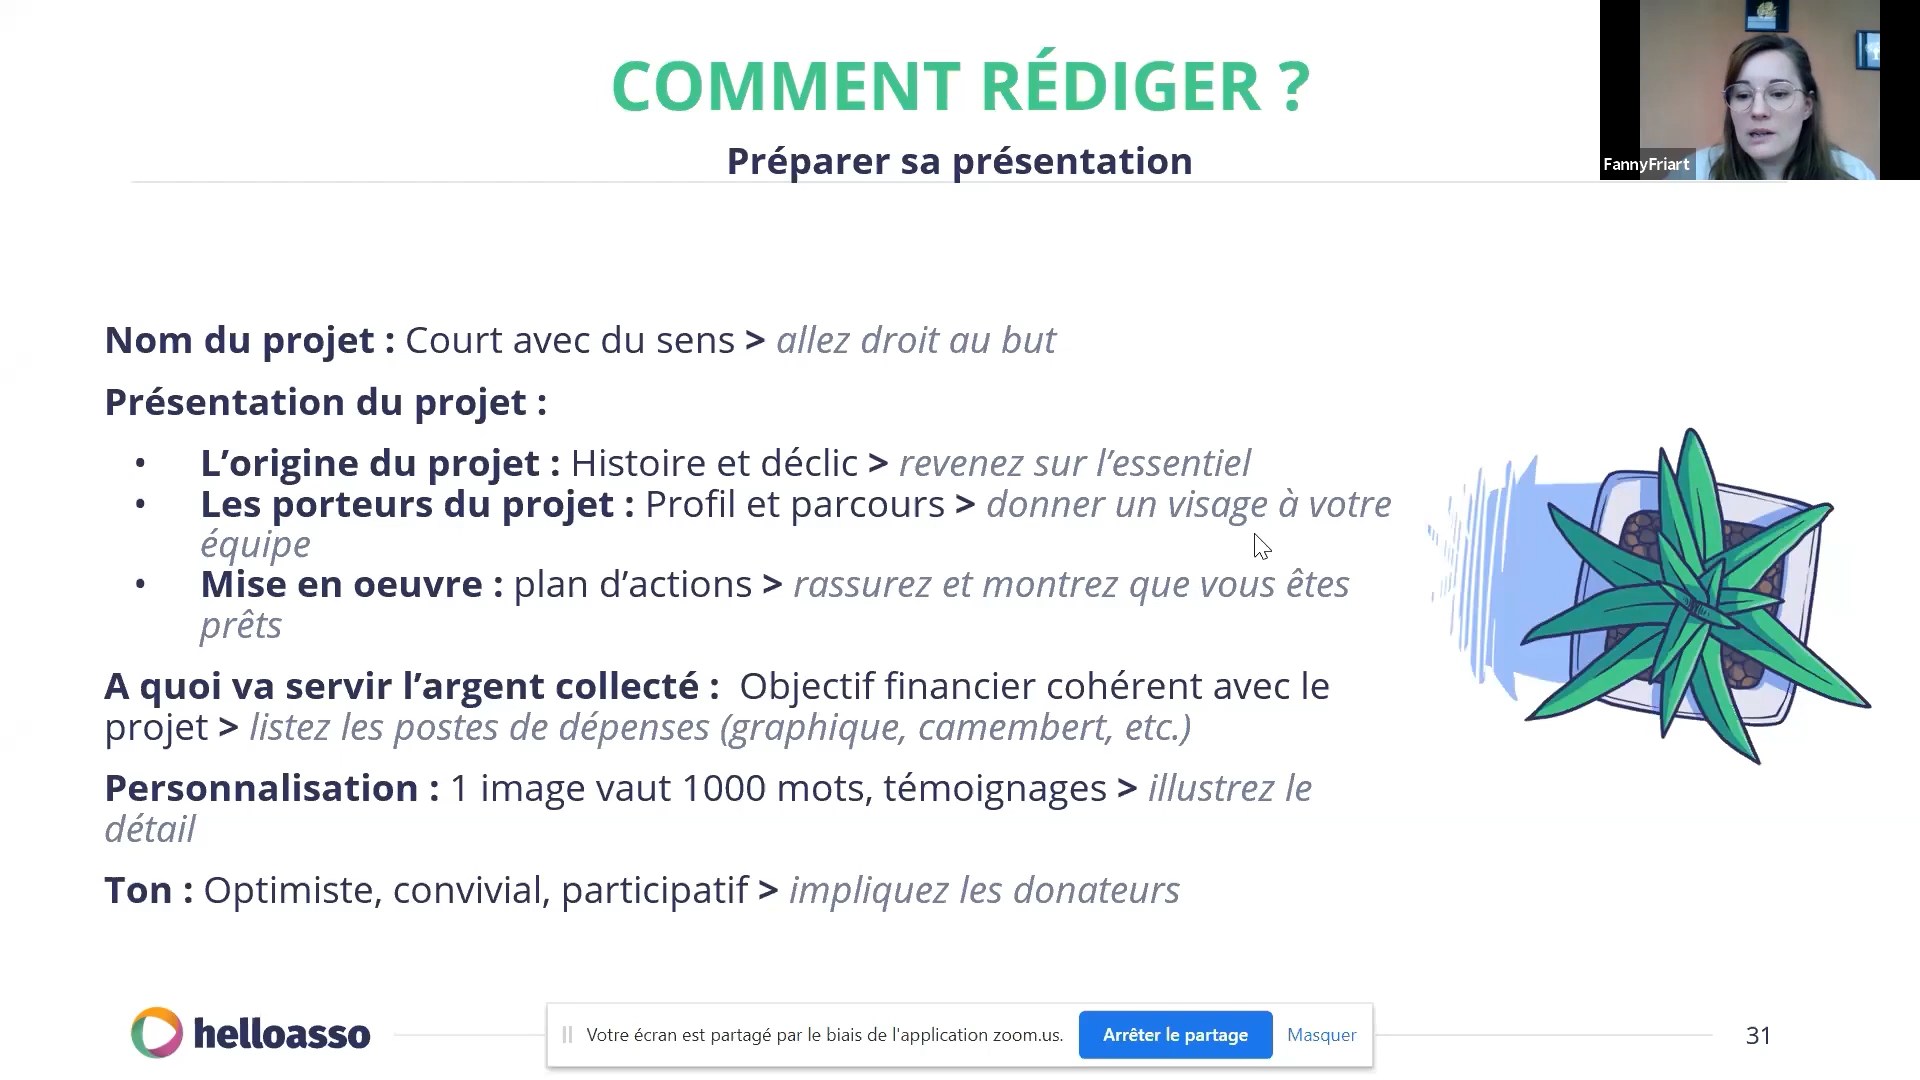 COMMENT RÉDIGER ?
Préparer sa présentation
FannyFriart
Nom du projet : Court avec du sens > allez droit au but
Présentation du projet :
• L’origine du projet : Histoire et déclic > revenez sur l’essentiel
• Les porteurs du projet : Profil et parcours > donner un visage à votre
équipe
• Mise en oeuvre : plan d’actions > rassurez et montrez que vous êtes
prêts
A quoi va servir l’argent collecté : Objectif financier cohérent avec le
projet > listez les postes de dépenses (graphique, camembert, etc.)
Personnalisation : 1 image vaut 1000 mots, témoignages > illustrez le
détail
Ton : Optimiste, convivial, participatif > impliquez les donateurs
helloasso
Votre écran est partagé par le biais de l'application zoom.us. Arrêter le partage Masquer
31